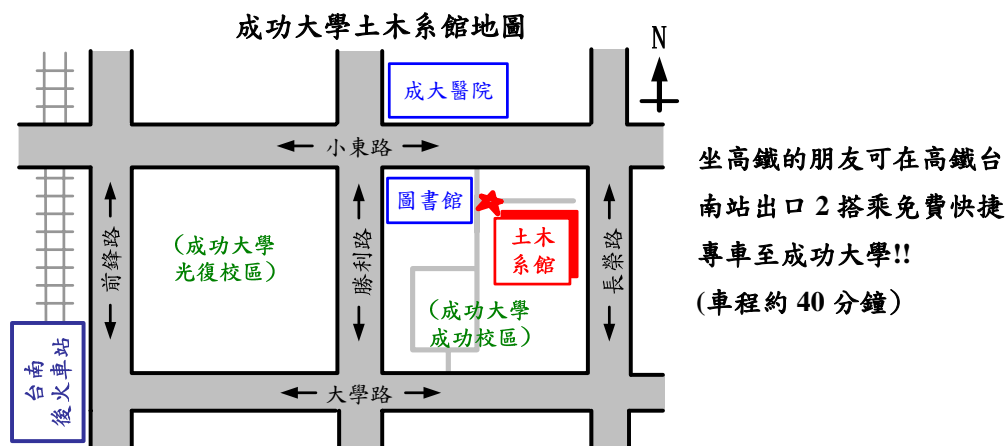 成功大學土木系館地圖
N
成大醫院
小東路
圖書館
土木
系館
(成功大學
光復校區)
(成功大學
成功校區)
前鋒路
勝利路
長榮路
大學路
台南
後火車站
坐高鐵的朋友可在高鐵台
南站出口 2 搭乘免費快捷
專車至成功大學!!
(車程約 40 分鐘)